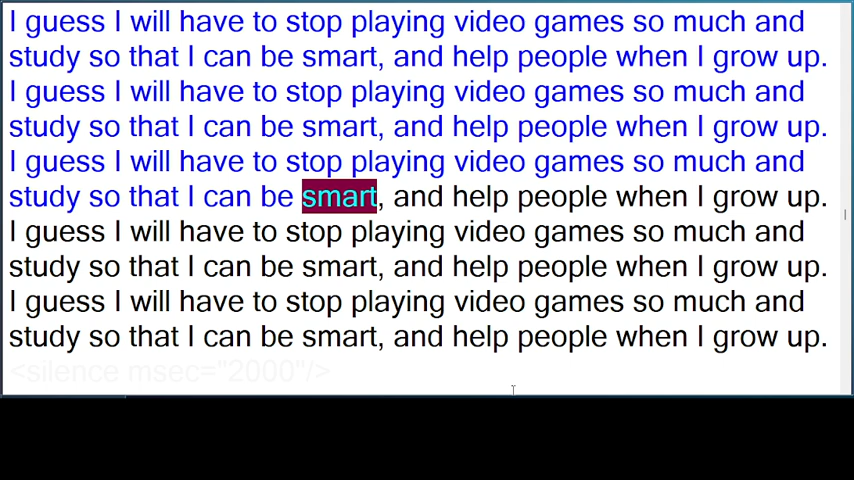 I guess I will have to stop playing video games so much and
study so that I can be smart, and help people when I grow up.
I guess I will have to stop playing video games so much and
study so that I can be smart, and help people when I grow up.
I guess I will have to stop playing video games so much and
study so that I can be smart, and help people when I grow up.
I guess I will have to stop playing video games so much and
study so that I can be smart, and help people when I grow up.
I guess I will have to stop playing video games so much and
study so that I can be smart, and help people when I grow up.
<silence msec="2000"/>